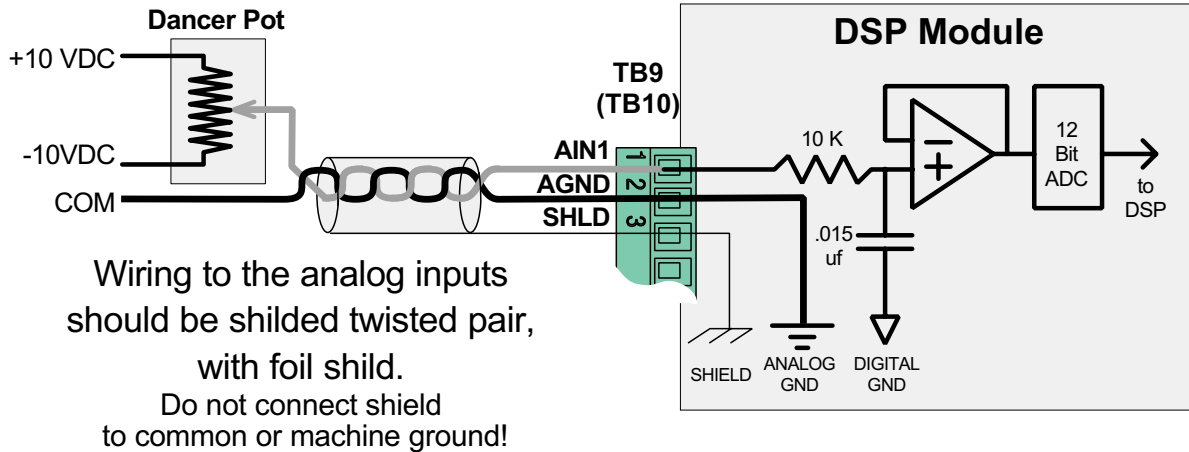 Dancer Pot
+10 VDC
-10VDC
COM
TB9
(TB10)
AIN1
AGND
SHLD
1
2
3
DSP Module
10 K
12
Bit
ADC
to
DSP
.015
uf
SHIELD
ANALOG
GND
DIGITAL
GND
Wiring to the analog inputs
should be shilded twisted pair,
with foil shild.
Do not connect shield
to common or machine ground!